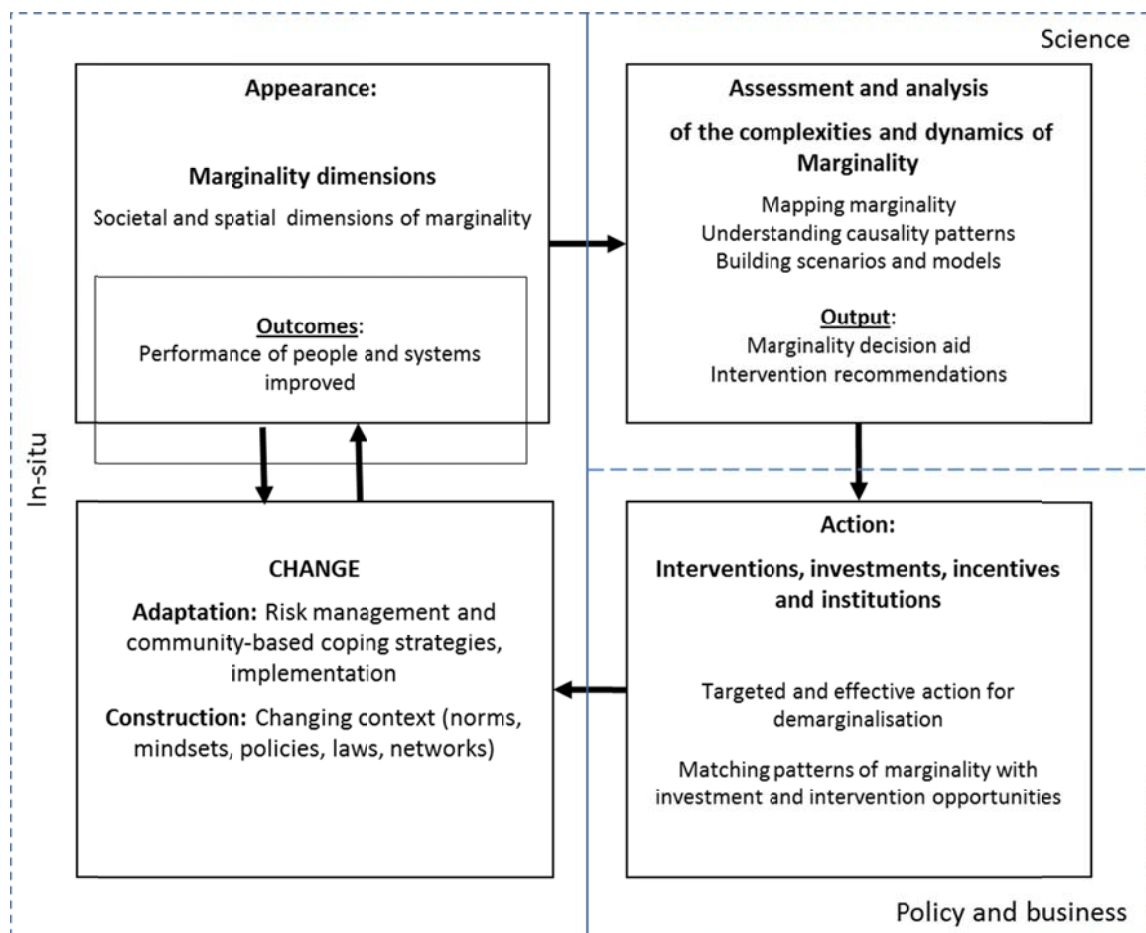 Science
Appearance:
Marginality dimensions
Societal and spatial dimensions of marginality
Outcomes:
Performance of people and systems
improved
Assessment and analysis
of the complexities and dynamics of
Marginality
Mapping marginality
Understanding causality patterns
Building scenarios and models
Output:
Marginality decision aid
Intervention recommendations
In-situ
CHANGE
Adaptation: Risk management and
community-based coping strategies,
implementation
Construction: Changing context (norms,
mindsets, policies, laws, networks)
Action:
Interventions, investments, incentives
and institutions
Targeted and effective action for
demarginalisation
Matching patterns of marginality with
investment and intervention opportunities
Policy and business